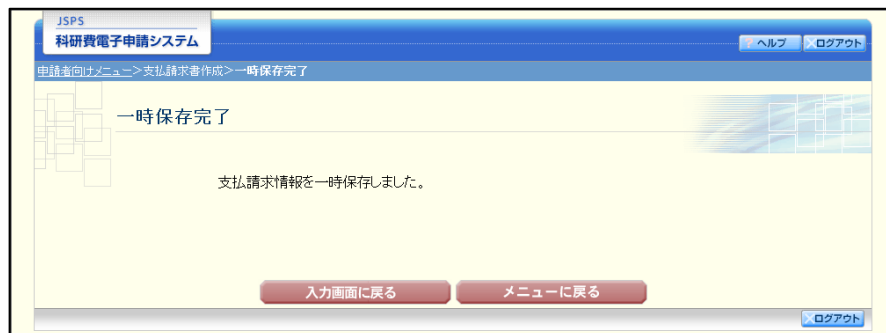 JSPS
科研費電子申請システム
? ヘルプ
×ログアウト
申請者向けメニュー>支払請求書作成>一時保存完了
一時保存完了
支払請求情報を一時保存しました。
入力画面に戻る
メニューに戻る
×ログアウト